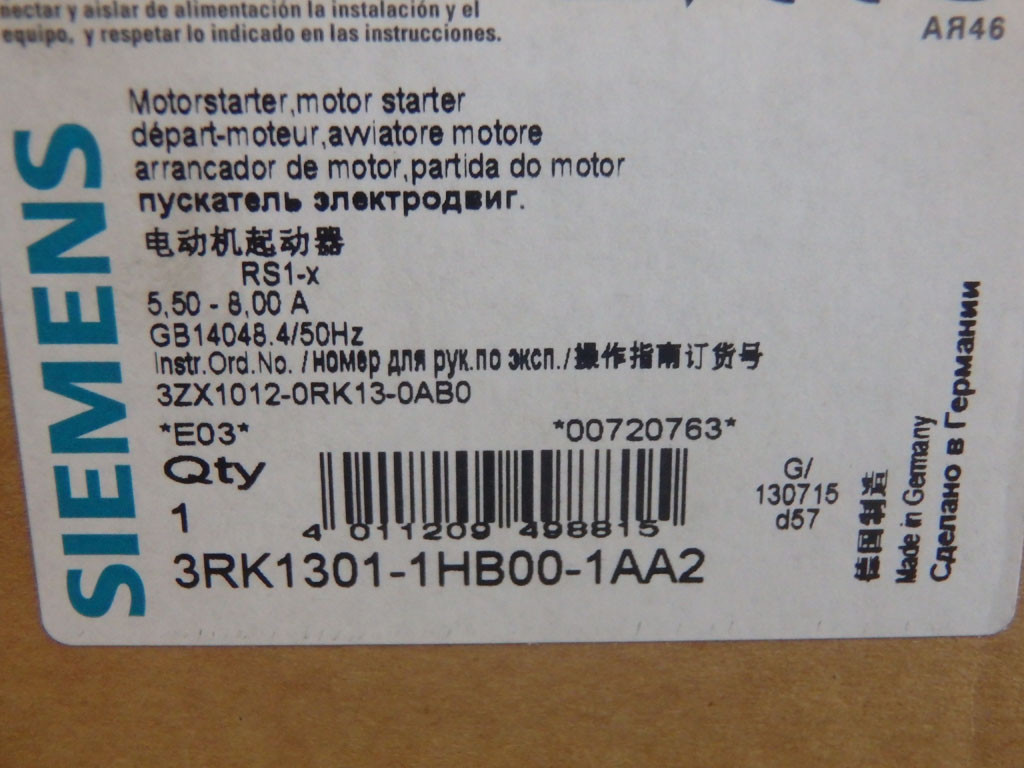 nectar y aislar de alimentación la instalación y el
equipo, y respetar lo indicado en las instrucciones.
AЯ46
SIEMENS
Motorstarter,motor starter
départ-moteur,avviatore motore
arrancador de motor,partida do motor
пускатель электродвиг.
电动机起动器
RS1-x
5,50 - 8,00 A
GB14048.4/50Hz
Instr.Ord.No. /номер для рук.по эксп./操作指南订货号
3ZX1012-0RK13-0AB0
*E03* *00720763*
Qty
1
4 011209 498815
3RK1301-1HB00-1AA2
G/
130715
d57
德国制造
Made in Germany
Сделано в Германии